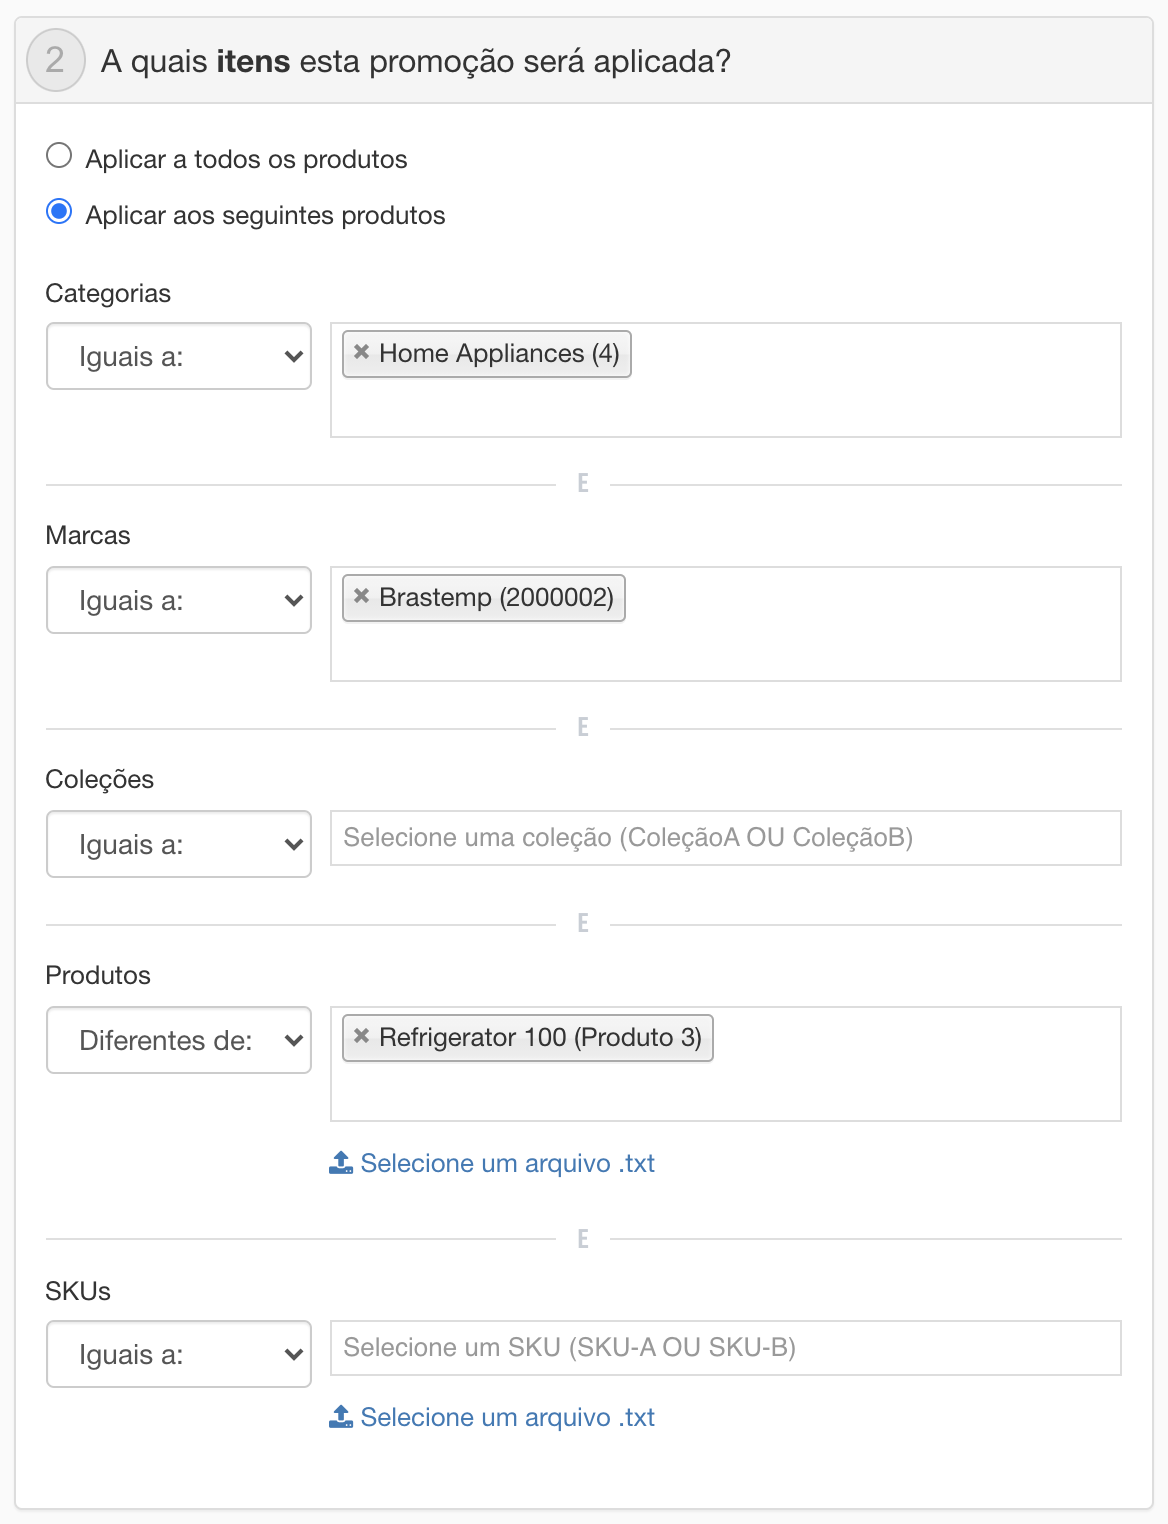 2 A quais itens esta promoção será aplicada?
Aplicar a todos os produtos
Aplicar aos seguintes produtos
Categorias
Iguais a: Home Appliances (4)
E
Marcas
Iguais a: Brastemp (2000002)
E
Coleções
Iguais a: Selecione uma coleção (ColeçãoA OU ColeçãoB)
E
Produtos
Diferentes de: Refrigerator 100 (Produto 3)
Selecione um arquivo .txt
E
SKUs
Iguais a: Selecione um SKU (SKU-A OU SKU-B)
Selecione um arquivo .txt